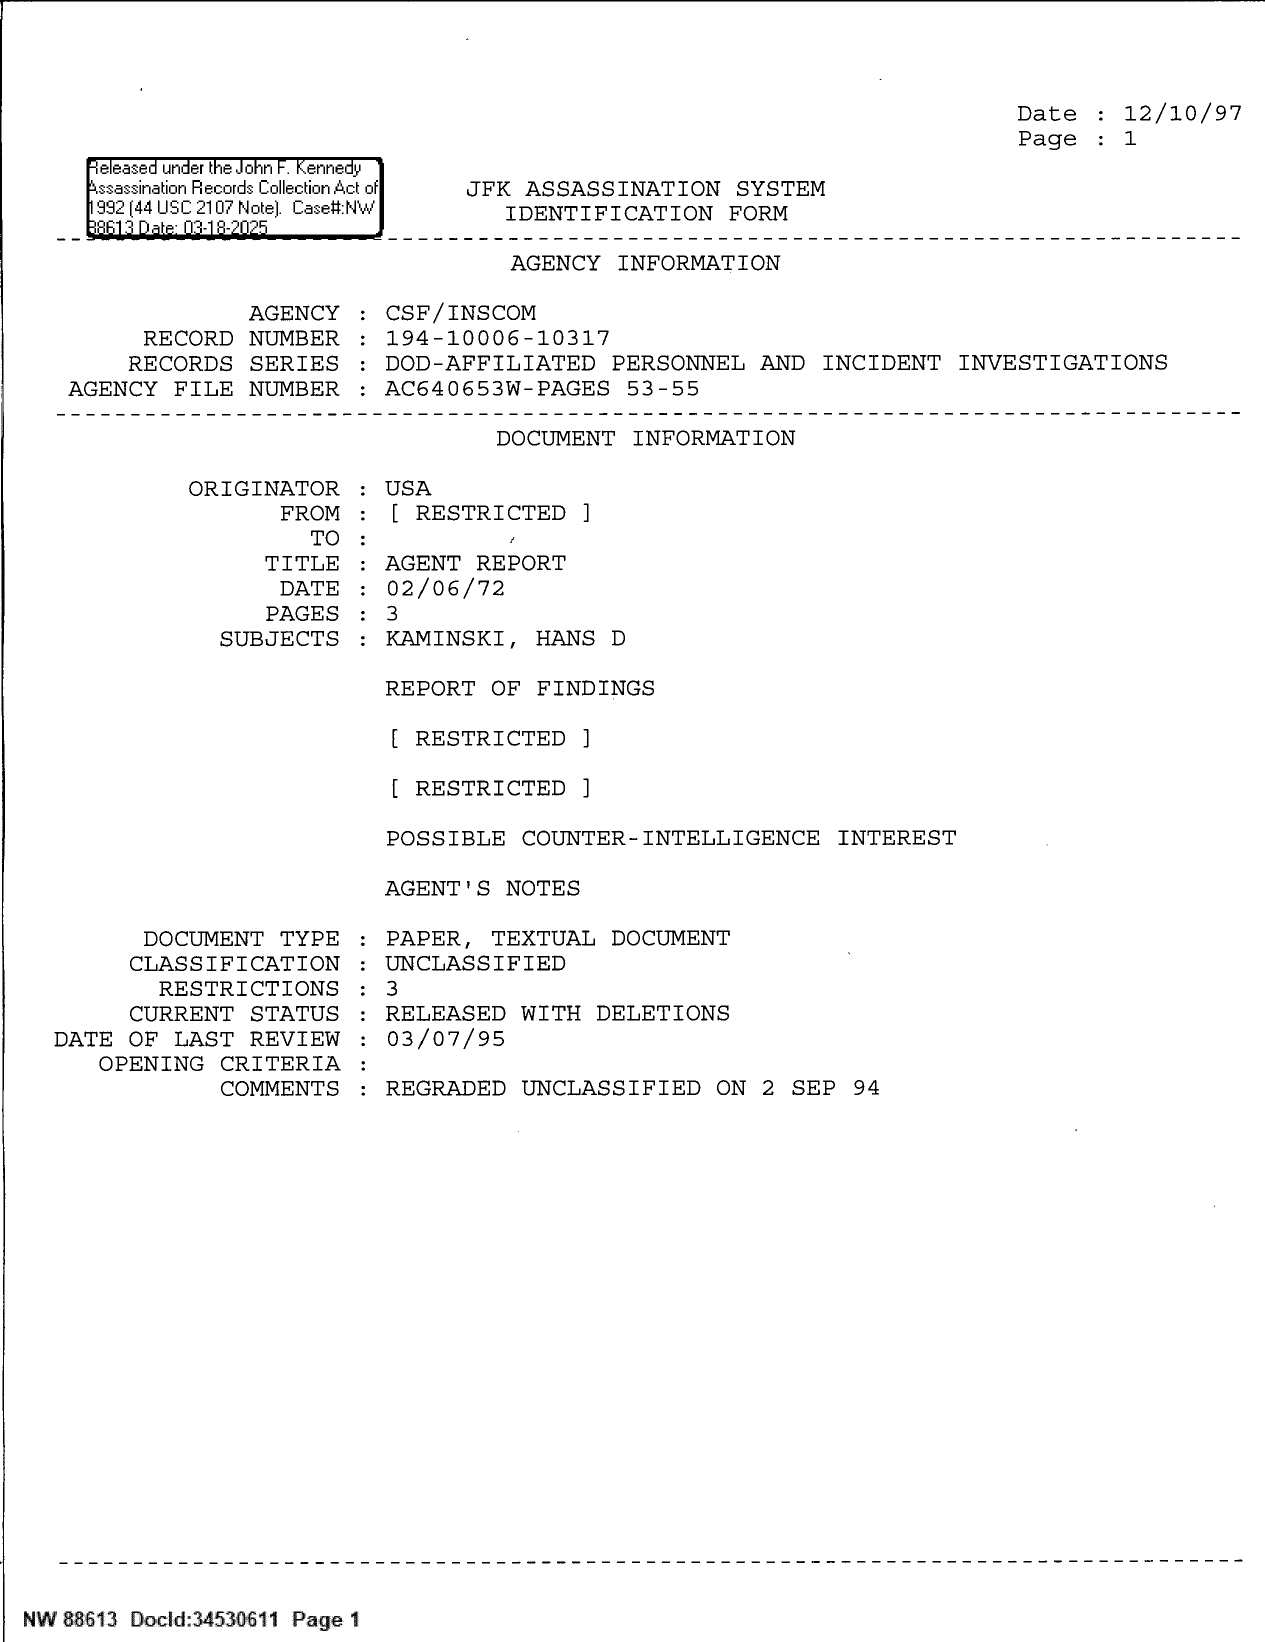 Date : 12/10/97
Page : 1
Released under the John F. Kennedy
Assassination Records Collection Act of
1992 (44 USC 2107 Note). Case#:NW
88613 Date: 03-18-2025
JFK ASSASSINATION SYSTEM
IDENTIFICATION FORM
AGENCY INFORMATION
AGENCY : CSF/INSCOM
RECORD NUMBER : 194-10006-10317
RECORDS SERIES : DOD-AFFILIATED PERSONNEL AND INCIDENT INVESTIGATIONS
AGENCY FILE NUMBER : AC640653W-PAGES 53-55
DOCUMENT INFORMATION
ORIGINATOR : USA
FROM : [ RESTRICTED ]
TO :
TITLE : AGENT REPORT
DATE : 02/06/72
PAGES : 3
SUBJECTS : KAMINSKI, HANS D
REPORT OF FINDINGS
[ RESTRICTED ]
[ RESTRICTED ]
POSSIBLE COUNTER-INTELLIGENCE INTEREST
AGENT'S NOTES
DOCUMENT TYPE : PAPER, TEXTUAL DOCUMENT
CLASSIFICATION : UNCLASSIFIED
RESTRICTIONS : 3
CURRENT STATUS : RELEASED WITH DELETIONS
DATE OF LAST REVIEW : 03/07/95
OPENING CRITERIA :
COMMENTS : REGRADED UNCLASSIFIED ON 2 SEP 94
NW 88613 DocId:34530611 Page 1